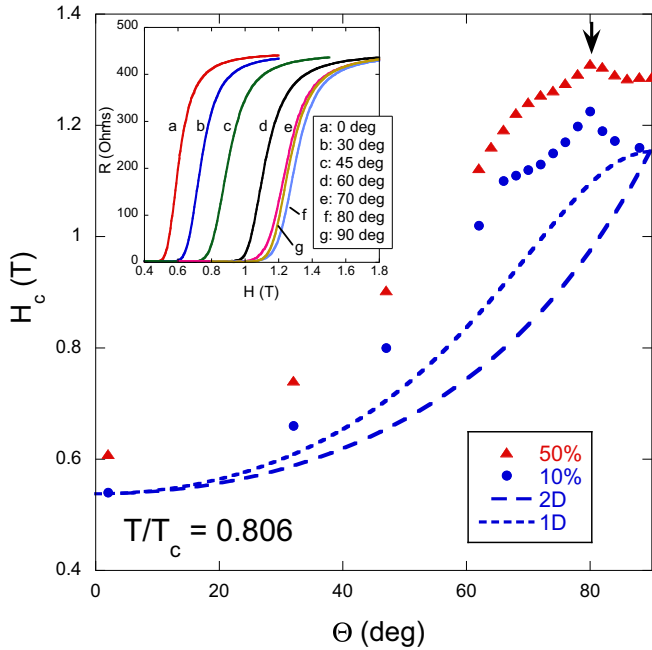 1.4
1.2
1
0.8
0.6
0.4
H_c (T)
0
20
40
60
80
Θ (deg)
T/T_c = 0.806
50%
10%
2D
1D
500
400
300
200
100
0
R (Ohms)
0.4
0.6
0.8
1.0
1.2
1.4
1.6
1.8
H (T)
a
b
c
d
e
f
g
a: 0 deg
b: 30 deg
c: 45 deg
d: 60 deg
e: 70 deg
f: 80 deg
g: 90 deg